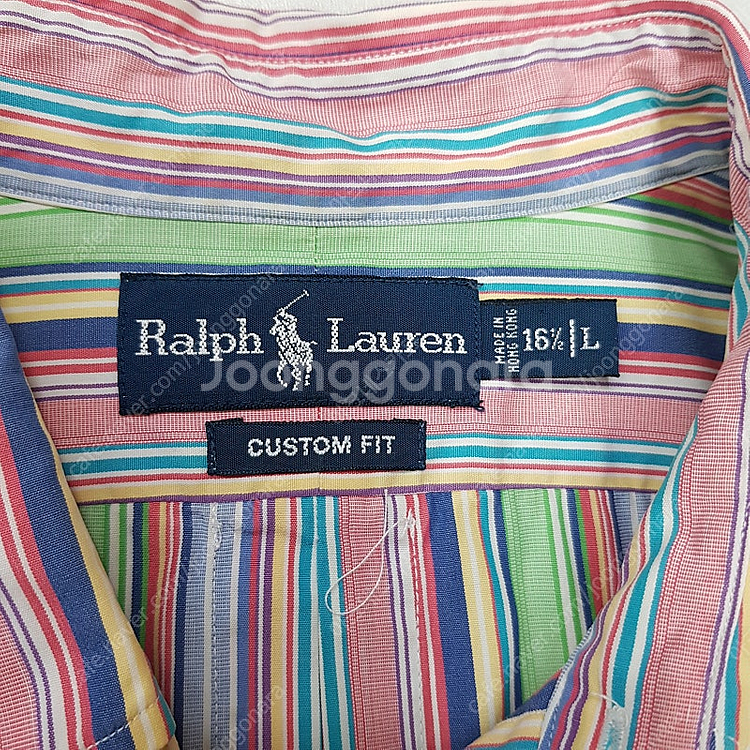 Ralph Lauren
MADE IN
HONG KONG
16½ L
CUSTOM FIT
Joonggonara